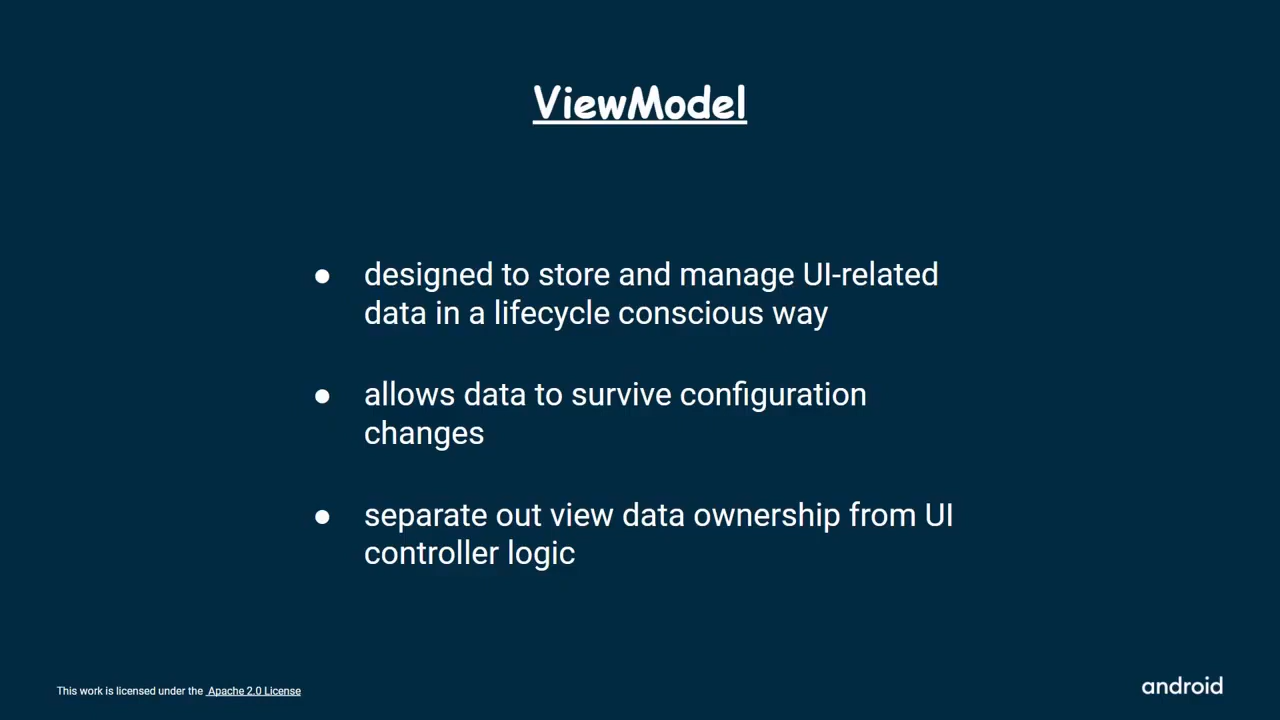 ViewModel
● designed to store and manage UI-related
data in a lifecycle conscious way
● allows data to survive configuration
changes
● separate out view data ownership from UI
controller logic
This work is licensed under the Apache 2.0 License
android